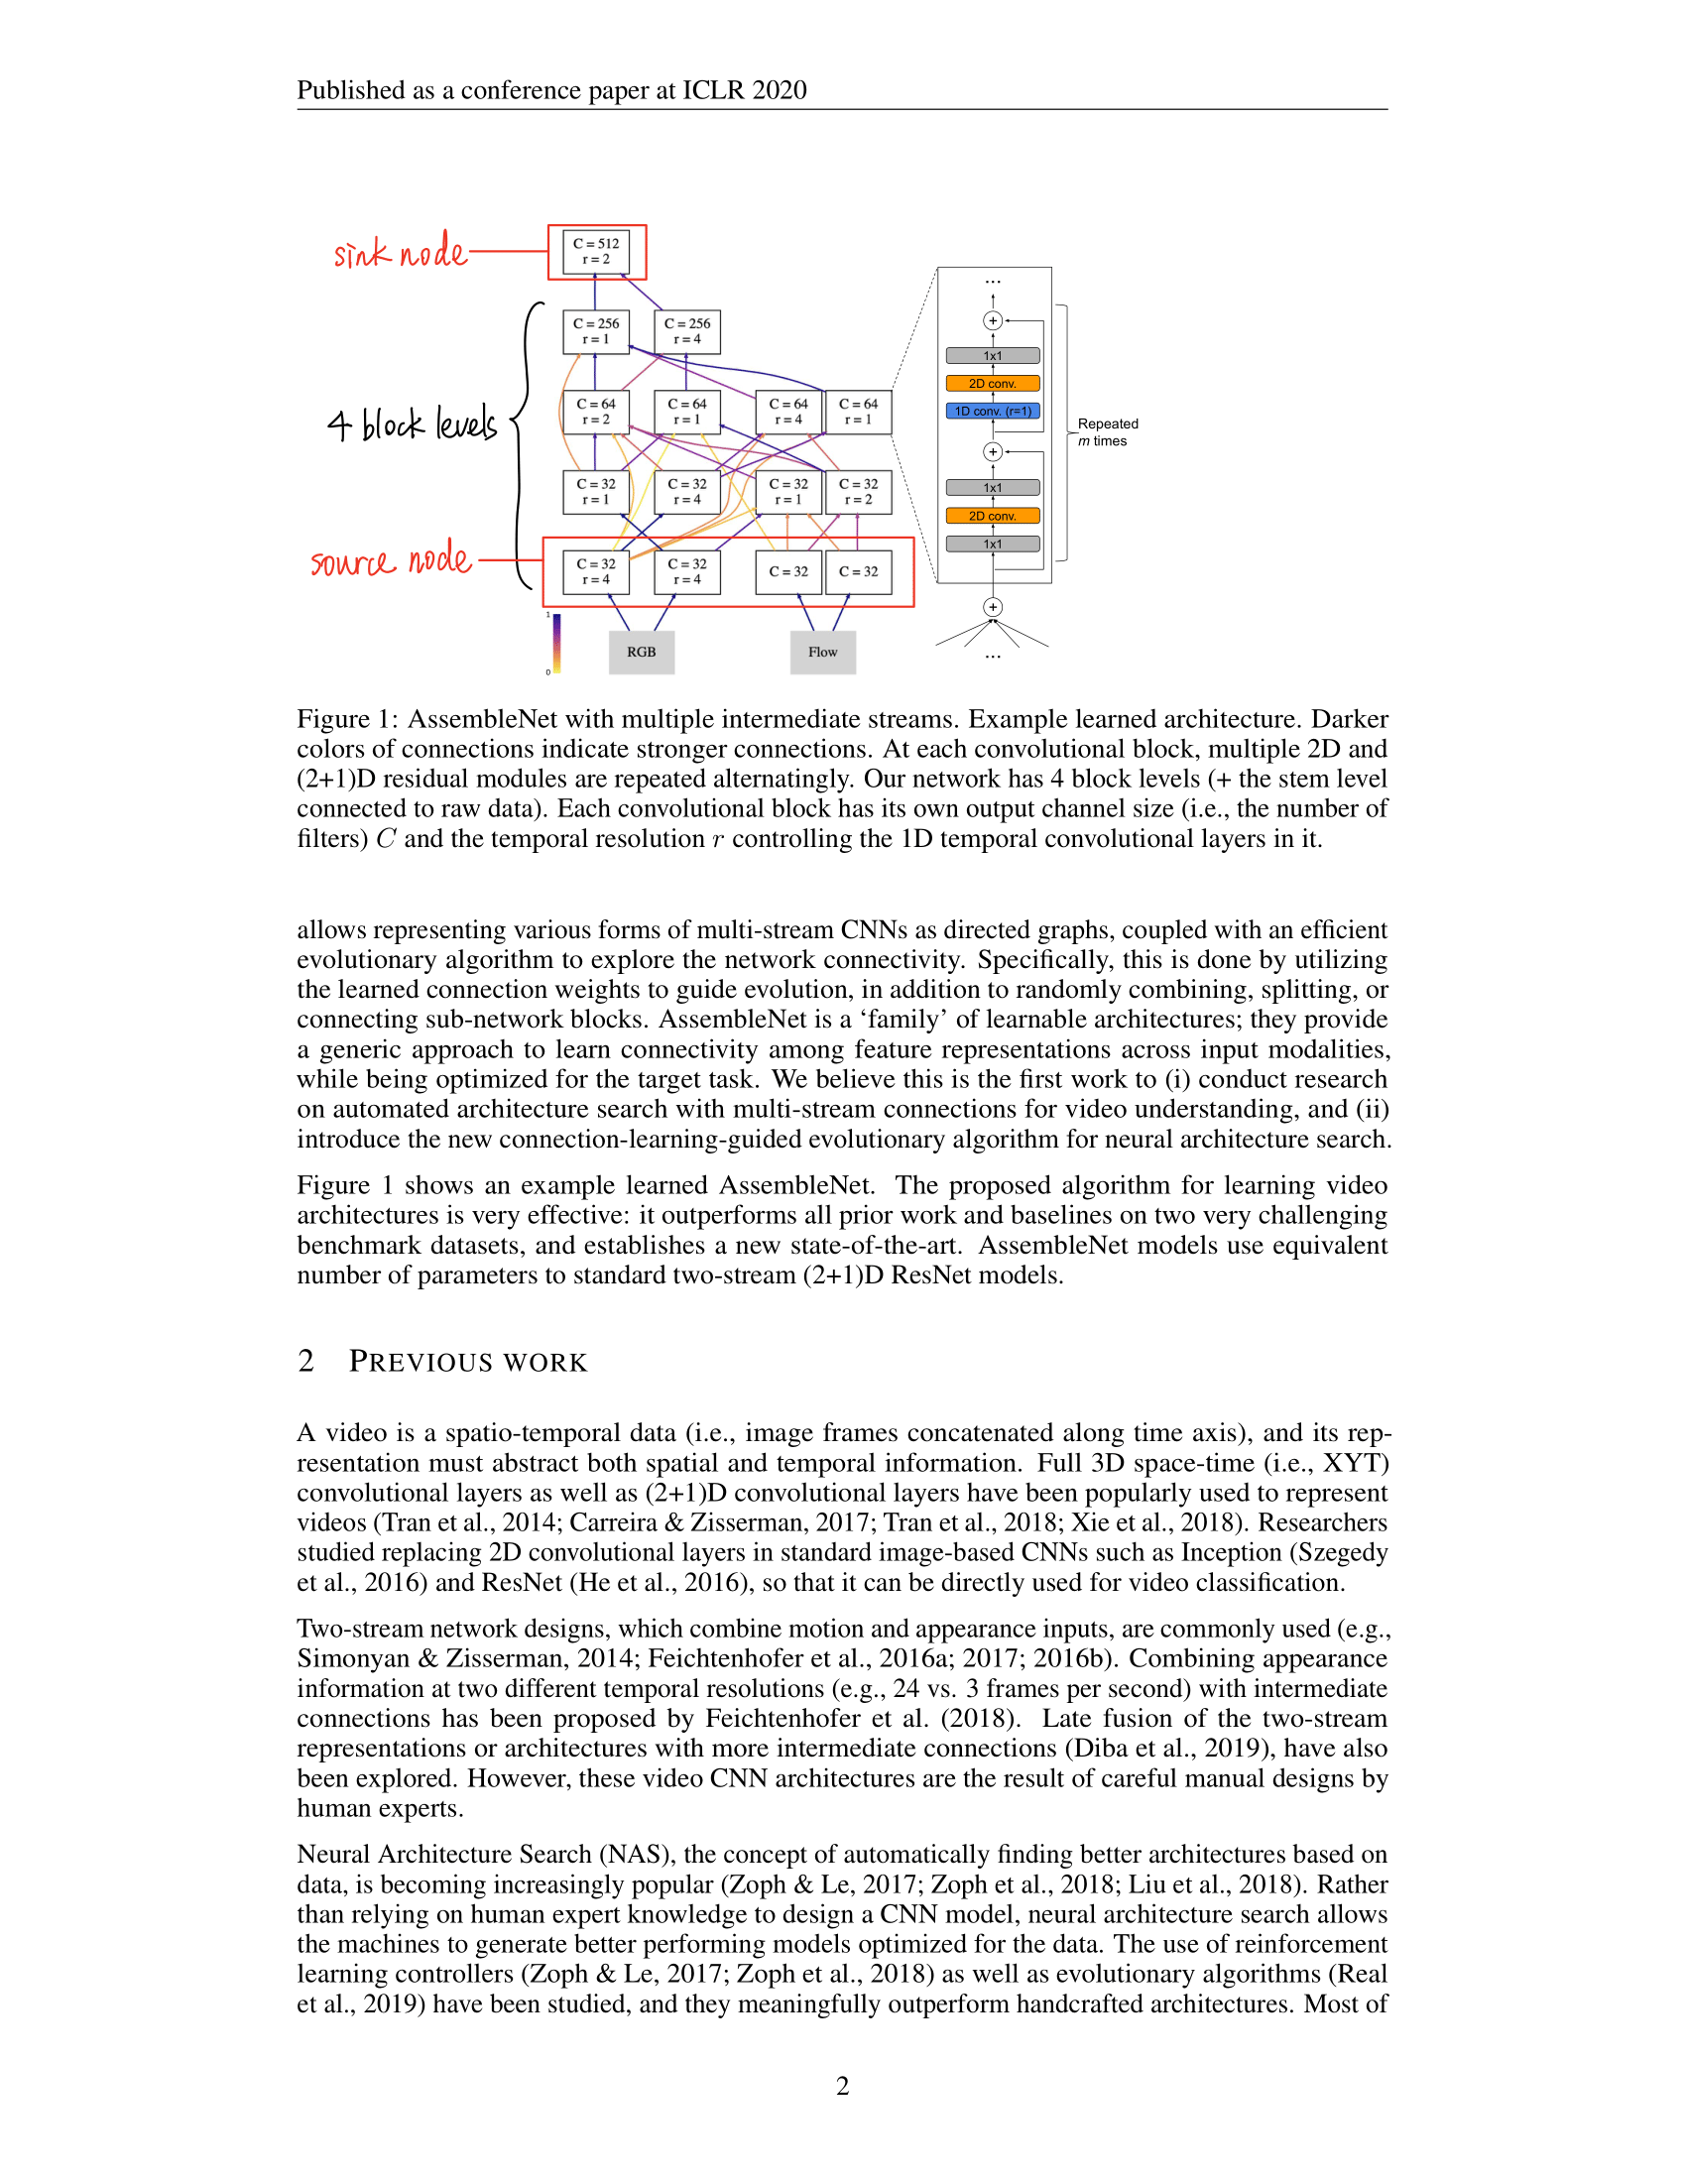 Published as a conference paper at ICLR 2020
sink node
C = 512
r = 2
4 block levels
C = 256
r = 1
C = 256
r = 4
C = 64
r = 2
C = 64
r = 1
C = 64
r = 4
C = 64
r = 1
C = 32
r = 1
C = 32
r = 4
C = 32
r = 1
C = 32
r = 2
source node
C = 32
r = 4
C = 32
r = 4
C = 32
C = 32
1
0
RGB
Flow
...
+
1x1
2D conv.
1D conv. (r=1)
+
1x1
2D conv.
1x1
+
...
Repeated
m times
Figure 1: AssembleNet with multiple intermediate streams. Example learned architecture. Darker
colors of connections indicate stronger connections. At each convolutional block, multiple 2D and
(2+1)D residual modules are repeated alternatingly. Our network has 4 block levels (+ the stem level
connected to raw data). Each convolutional block has its own output channel size (i.e., the number of
filters) C and the temporal resolution r controlling the 1D temporal convolutional layers in it.
allows representing various forms of multi-stream CNNs as directed graphs, coupled with an efficient
evolutionary algorithm to explore the network connectivity. Specifically, this is done by utilizing
the learned connection weights to guide evolution, in addition to randomly combining, splitting, or
connecting sub-network blocks. AssembleNet is a ‘family’ of learnable architectures; they provide
a generic approach to learn connectivity among feature representations across input modalities,
while being optimized for the target task. We believe this is the first work to (i) conduct research
on automated architecture search with multi-stream connections for video understanding, and (ii)
introduce the new connection-learning-guided evolutionary algorithm for neural architecture search.
Figure 1 shows an example learned AssembleNet. The proposed algorithm for learning video
architectures is very effective: it outperforms all prior work and baselines on two very challenging
benchmark datasets, and establishes a new state-of-the-art. AssembleNet models use equivalent
number of parameters to standard two-stream (2+1)D ResNet models.
2 PREVIOUS WORK
A video is a spatio-temporal data (i.e., image frames concatenated along time axis), and its rep-
resentation must abstract both spatial and temporal information. Full 3D space-time (i.e., XYT)
convolutional layers as well as (2+1)D convolutional layers have been popularly used to represent
videos (Tran et al., 2014; Carreira & Zisserman, 2017; Tran et al., 2018; Xie et al., 2018). Researchers
studied replacing 2D convolutional layers in standard image-based CNNs such as Inception (Szegedy
et al., 2016) and ResNet (He et al., 2016), so that it can be directly used for video classification.
Two-stream network designs, which combine motion and appearance inputs, are commonly used (e.g.,
Simonyan & Zisserman, 2014; Feichtenhofer et al., 2016a; 2017; 2016b). Combining appearance
information at two different temporal resolutions (e.g., 24 vs. 3 frames per second) with intermediate
connections has been proposed by Feichtenhofer et al. (2018). Late fusion of the two-stream
representations or architectures with more intermediate connections (Diba et al., 2019), have also
been explored. However, these video CNN architectures are the result of careful manual designs by
human experts.
Neural Architecture Search (NAS), the concept of automatically finding better architectures based on
data, is becoming increasingly popular (Zoph & Le, 2017; Zoph et al., 2018; Liu et al., 2018). Rather
than relying on human expert knowledge to design a CNN model, neural architecture search allows
the machines to generate better performing models optimized for the data. The use of reinforcement
learning controllers (Zoph & Le, 2017; Zoph et al., 2018) as well as evolutionary algorithms (Real
et al., 2019) have been studied, and they meaningfully outperform handcrafted architectures. Most of
2